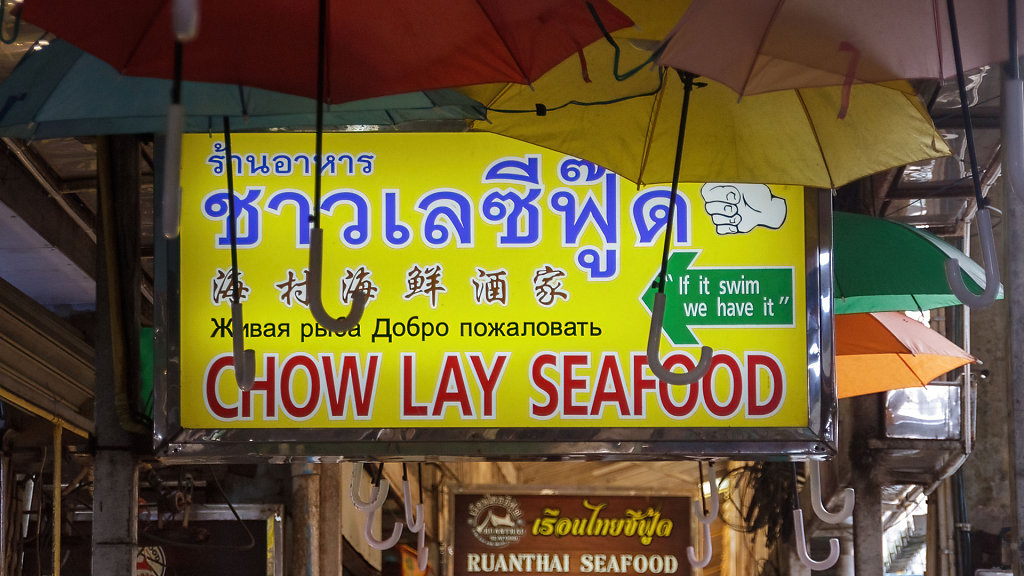 ร้านอาหาร
ชาวเลซีฟู๊ด
海村海鮮酒家
"If it swim
we have it"
Живая рыба Добро пожаловать
CHOW LAY SEAFOOD
เรือนไทยซีฟู้ด
RUANTHAI SEAFOOD